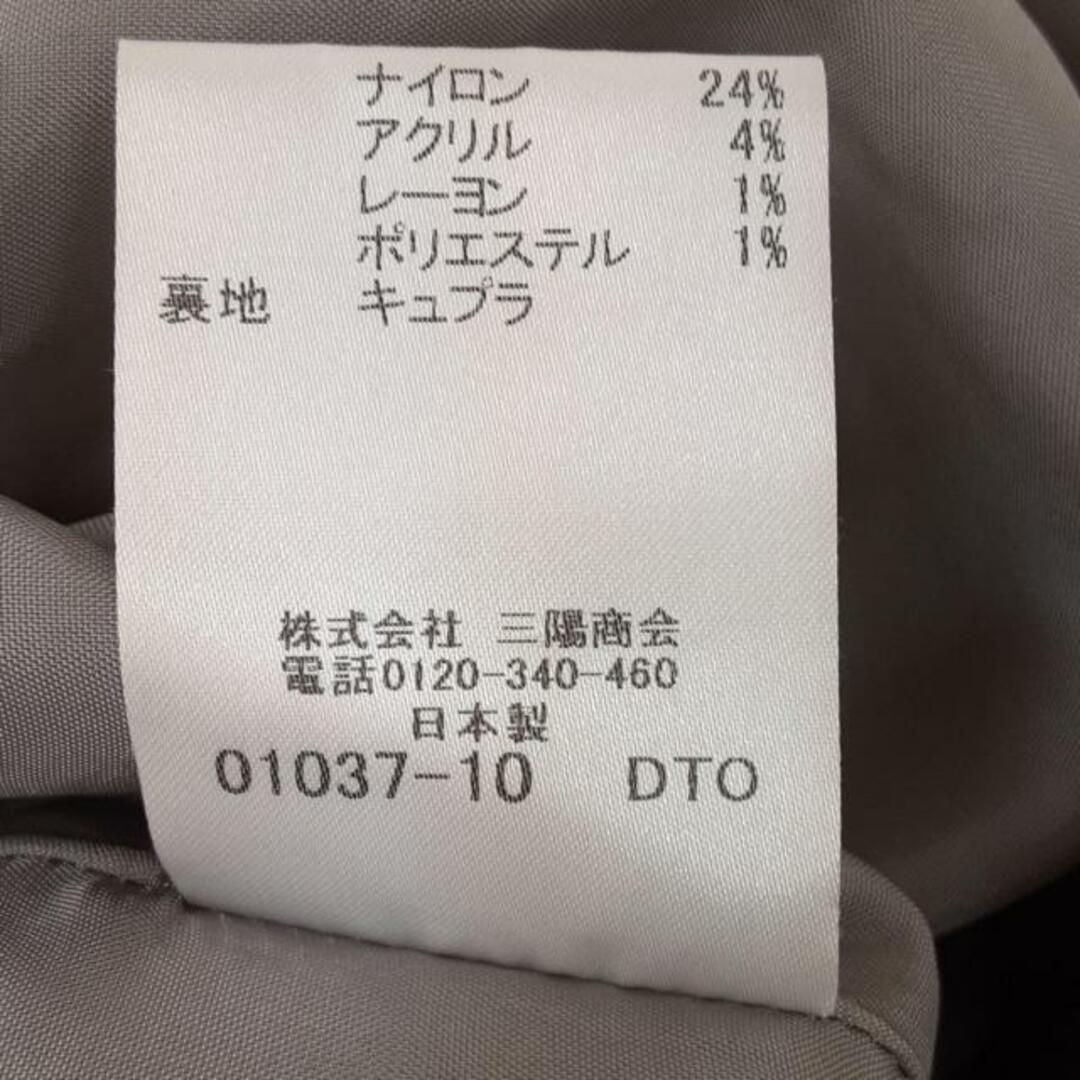 ナイロン 24%
アクリル 4%
レーヨン 1%
ポリエステル 1%
裏地 キュプラ
株式会社 三陽商会
電話0120-340-460
日本製
01037-10 DTO